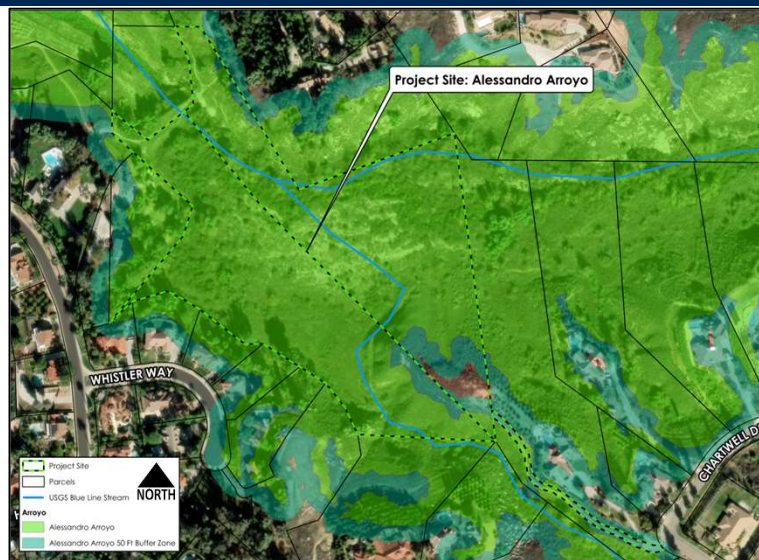 Project Site: Alessandro Arroyo
WHISTLER WAY
CHARTWELL D
Project Site
Parcels
USGS Blue Line Stream
NORTH
Arroyo
Alessandro Arroyo
Alessandro Arroyo 50 Ft Buffer Zone